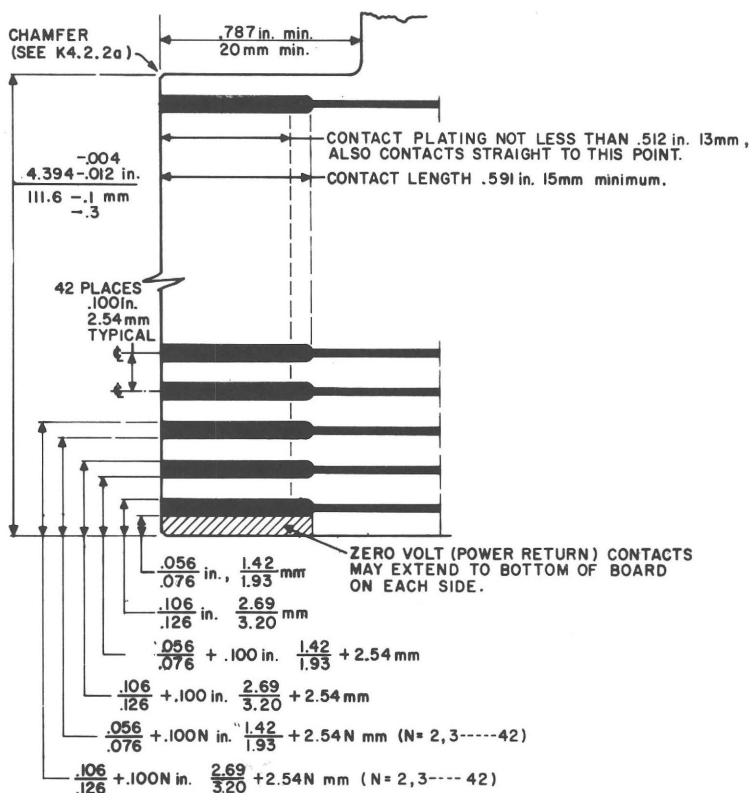 CHAMFER
(SEE K4.2.2a)
.787 in. min.
20 mm min.
CONTACT PLATING NOT LESS THAN .512 in. 13mm,
ALSO CONTACTS STRAIGHT TO THIS POINT.
CONTACT LENGTH .591 in. 15mm minimum.
-.004
4.394 -.012 in.
111.6 -.1 mm
-.3
42 PLACES
.100 in.
2.54 mm
TYPICAL
℄
℄
ZERO VOLT (POWER RETURN) CONTACTS
MAY EXTEND TO BOTTOM OF BOARD
ON EACH SIDE.
.056/.076 in., 1.42/1.93 mm
.106/.126 in. 2.69/3.20 mm
.056/.076 + .100 in. 1.42/1.93 + 2.54 mm
.106/.126 + .100 in. 2.69/3.20 + 2.54 mm
.056/.076 + .100N in. 1.42/1.93 + 2.54 N mm (N= 2,3-----42)
.106/.126 + .100N in. 2.69/3.20 + 2.54N mm (N= 2,3---- 42)